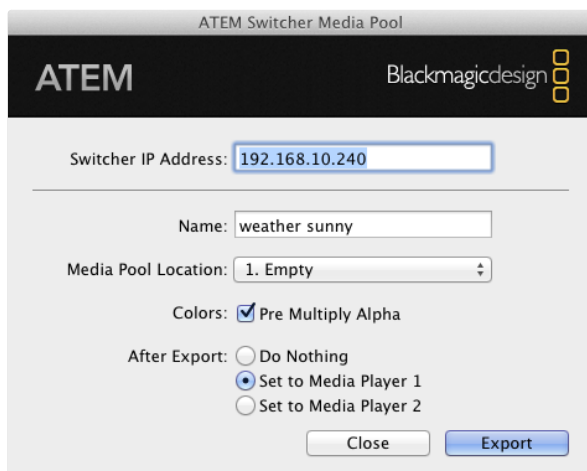 ATEM Switcher Media Pool
ATEM
Blackmagicdesign
Switcher IP Address: 192.168.10.240
Name: weather sunny
Media Pool Location: 1. Empty
Colors: Pre Multiply Alpha
After Export: Do Nothing
Set to Media Player 1
Set to Media Player 2
Close Export